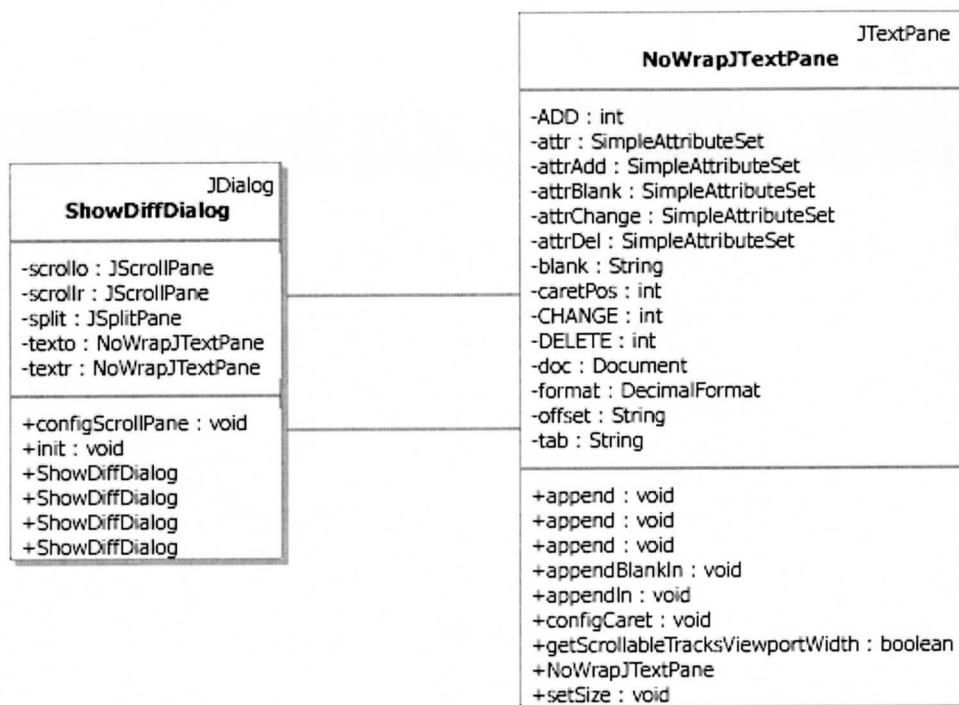 JDialog
ShowDiffDialog
-scrollo : JScrollPane
-scrollr : JScrollPane
-split : JSplitPane
-texto : NoWrapJTextPane
-textr : NoWrapJTextPane
+configScrollPane : void
+init : void
+ShowDiffDialog
+ShowDiffDialog
+ShowDiffDialog
+ShowDiffDialog
JTextPane
NoWrapJTextPane
-ADD : int
-attr : SimpleAttributeSet
-attrAdd : SimpleAttributeSet
-attrBlank : SimpleAttributeSet
-attrChange : SimpleAttributeSet
-attrDel : SimpleAttributeSet
-blank : String
-caretPos : int
-CHANGE : int
-DELETE : int
-doc : Document
-format : DecimalFormat
-offset : String
-tab : String
+append : void
+append : void
+append : void
+appendBlankln : void
+appendln : void
+configCaret : void
+getScrollableTracksViewportWidth : boolean
+NoWrapJTextPane
+setSize : void